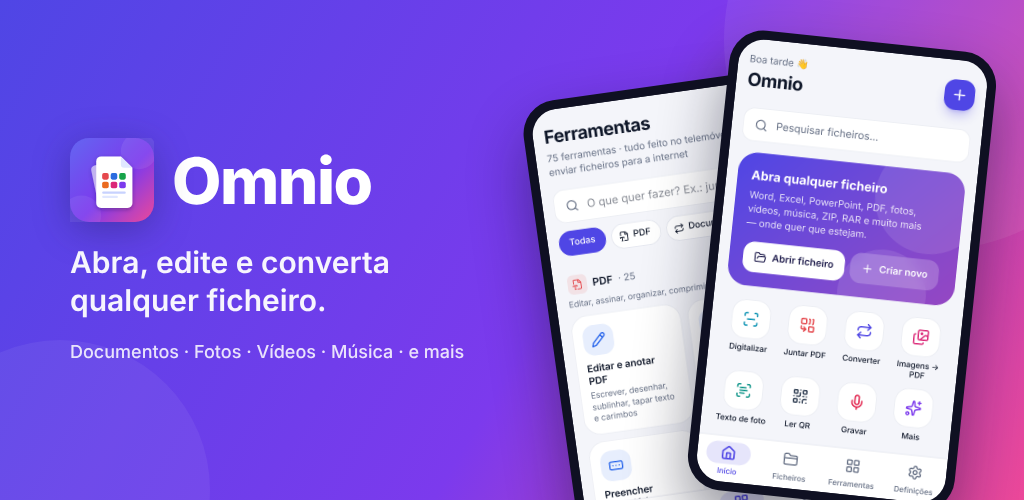 Omnio
Abra, edite e converta
qualquer ficheiro.
Documentos · Fotos · Vídeos · Música · e mais
Ferramentas
75 ferramentas · tudo feito no telemóv
enviar ficheiros para a internet
O que quer fazer? Ex.: ju
Todas
PDF
Docu
PDF · 25
Editar, assinar, organizar, comprimi
Editar e anotar
PDF
Escrever, desenhar,
sublinhar, tapar texto
e carimbos
Preencher
Boa tarde 👋
Omnio
Pesquisar ficheiros...
Abra qualquer ficheiro
Word, Excel, PowerPoint, PDF, fotos,
vídeos, música, ZIP, RAR e muito mais
— onde quer que estejam.
Abrir ficheiro
Criar novo
Digitalizar
Juntar PDF
Converter
Imagens →
PDF
Texto de foto
Ler QR
Gravar
Mais
Início
Ficheiros
Ferramentas
Definições